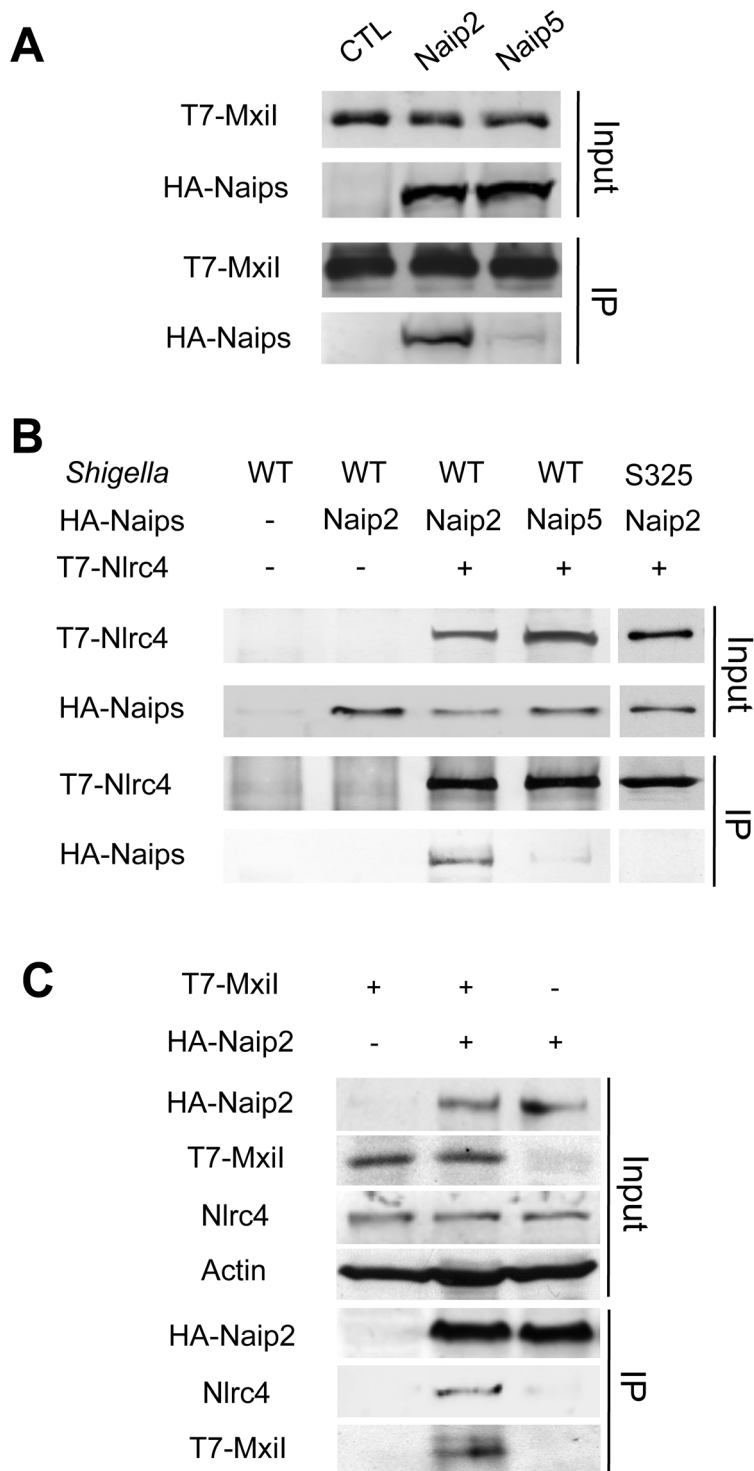 A
CTL Naip2 Naip5
T7-MxiI
HA-Naips
Input
T7-MxiI
HA-Naips
IP
B
Shigella WT WT WT WT S325
HA-Naips - Naip2 Naip2 Naip5 Naip2
T7-Nlrc4 - - + + +
T7-Nlrc4
HA-Naips
Input
T7-Nlrc4
HA-Naips
IP
C
T7-MxiI + + -
HA-Naip2 - + +
HA-Naip2
T7-MxiI
Nlrc4
Actin
Input
HA-Naip2
Nlrc4
T7-MxiI
IP